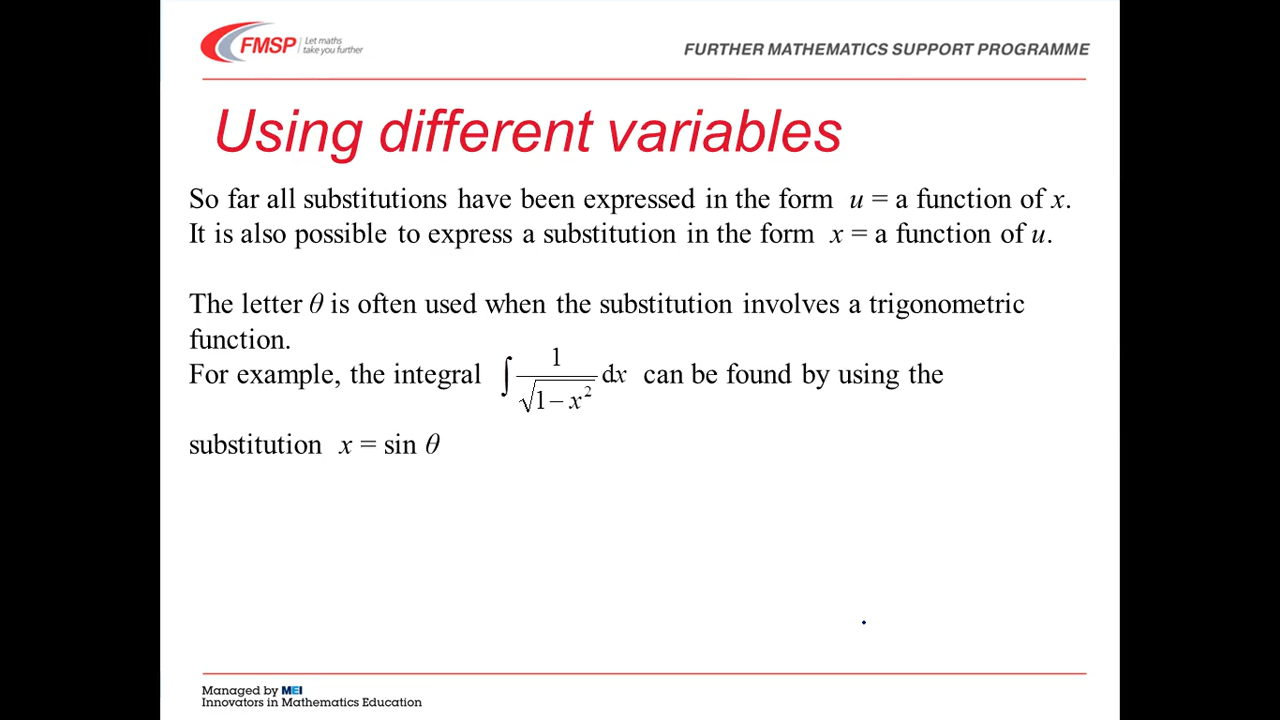 FMSP Let maths take you further
FURTHER MATHEMATICS SUPPORT PROGRAMME
Using different variables
So far all substitutions have been expressed in the form u = a function of x.
It is also possible to express a substitution in the form x = a function of u.
The letter θ is often used when the substitution involves a trigonometric
function.
For example, the integral ∫ 1/√(1−x²) dx can be found by using the
substitution x = sin θ
Managed by MEI
Innovators in Mathematics Education